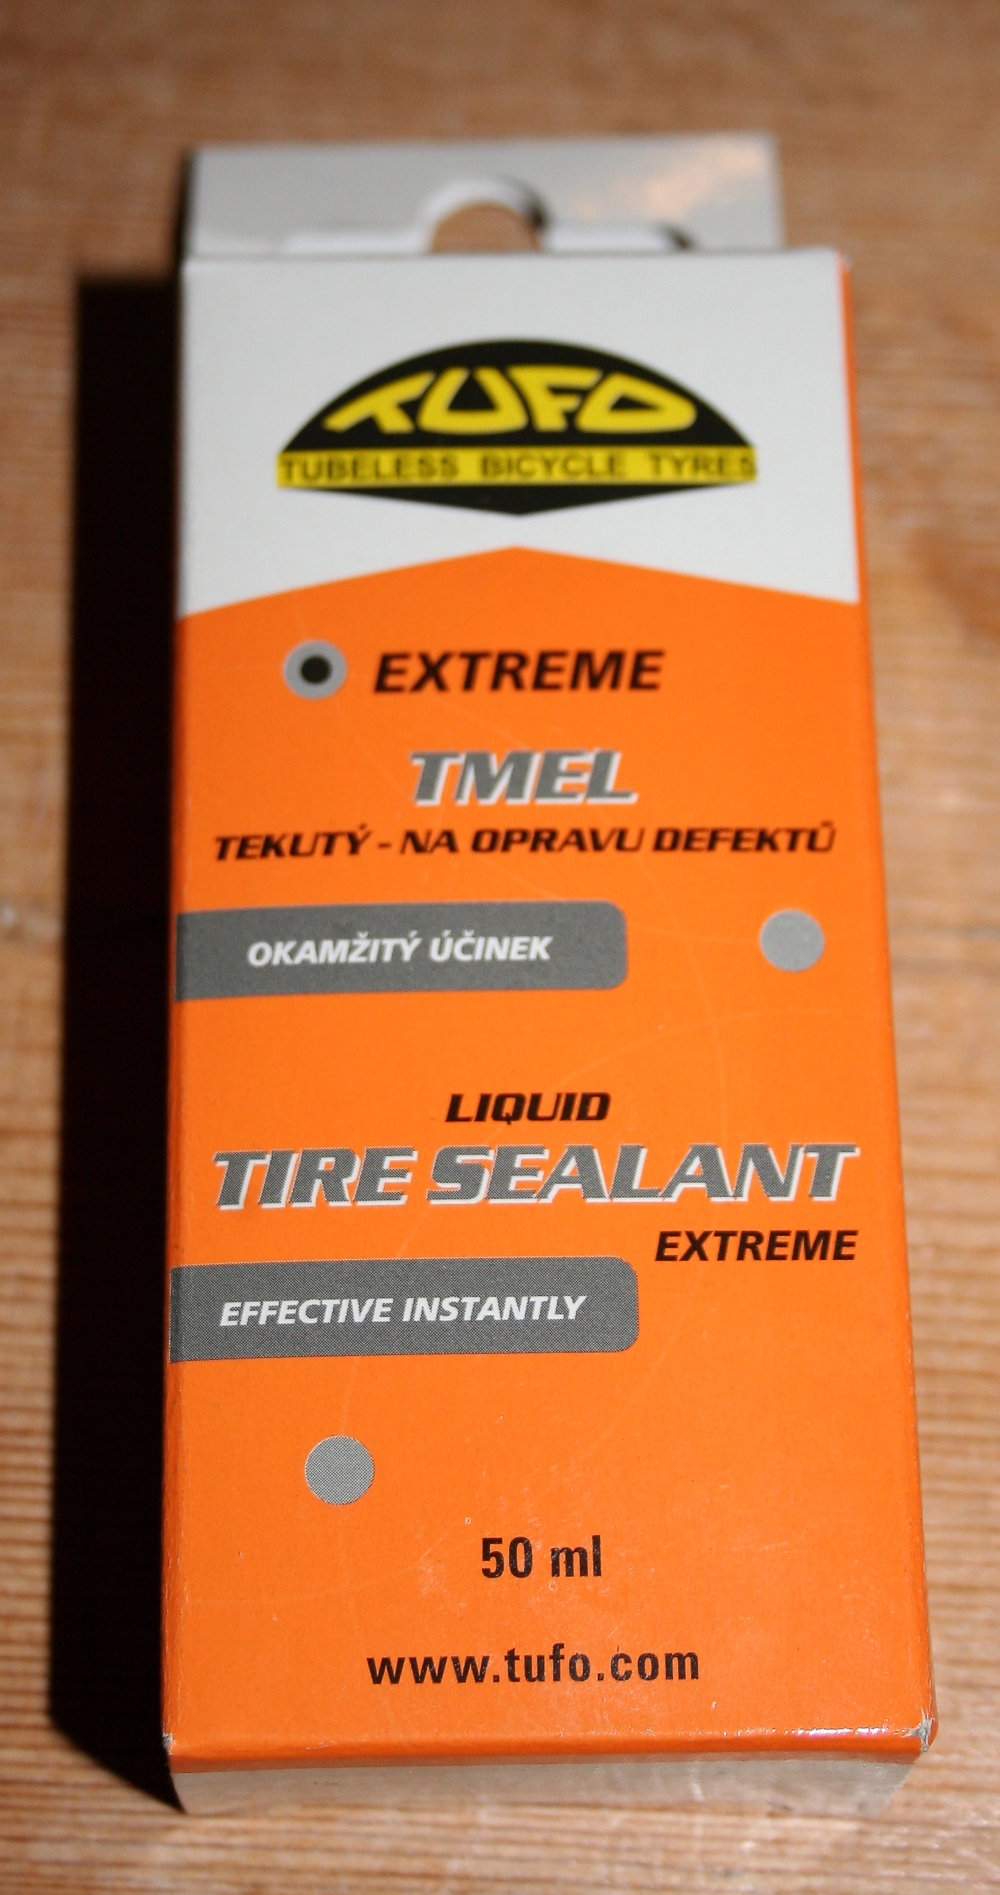 TUFO
TUBELESS BICYCLE TYRES
EXTREME
TMEL
TEKUTÝ - NA OPRAVU DEFEKTŮ
OKAMŽITÝ ÚČINEK
LIQUID
TIRE SEALANT
EXTREME
EFFECTIVE INSTANTLY
50 ml
www.tufo.com